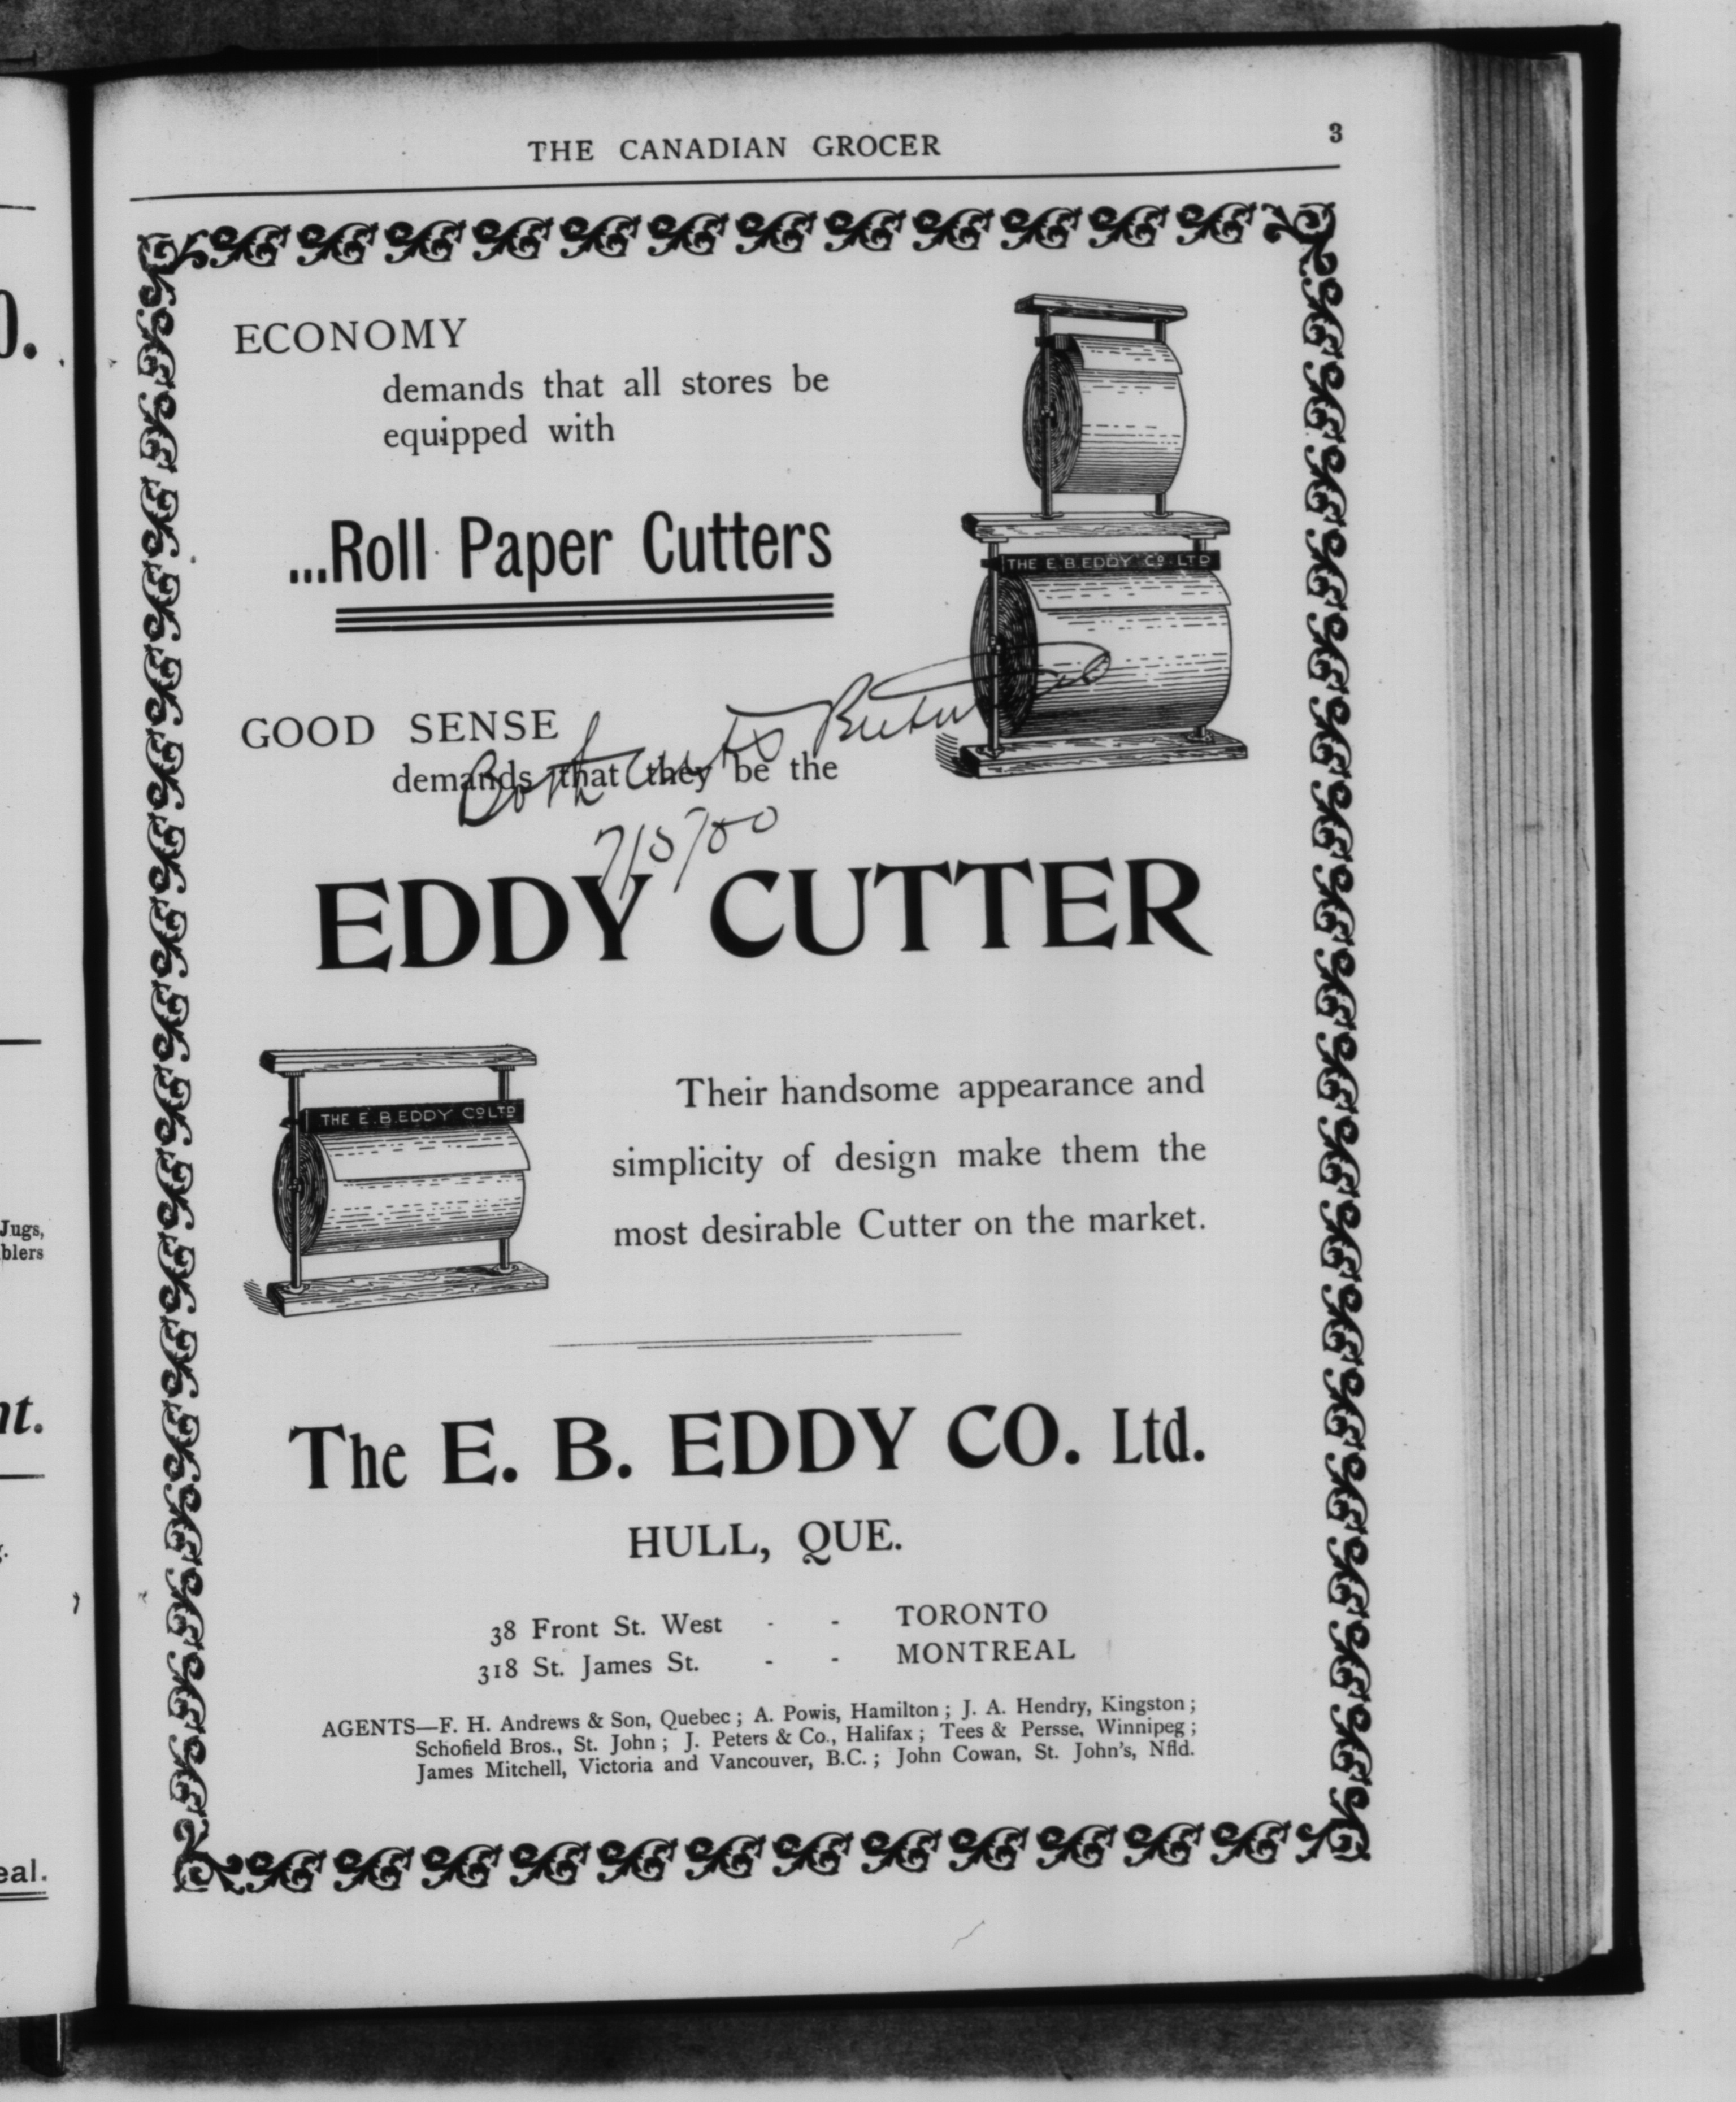 THE CANADIAN GROCER 3
ECONOMY
demands that all stores be
equipped with
...Roll Paper Cutters
THE E.B.EDDY Co. LTD
GOOD SENSE
demands that they be the
Both cuts Returned
EDDY CUTTER
THE E.B.EDDY Co LTD
Their handsome appearance and
simplicity of design make them the
most desirable Cutter on the market.
The E. B. EDDY CO. Ltd.
HULL, QUE.
38 Front St. West - - TORONTO
318 St. James St. - - MONTREAL
AGENTS—F. H. Andrews & Son, Quebec; A. Powis, Hamilton; J. A. Hendry, Kingston;
Schofield Bros., St. John; J. Peters & Co., Halifax; Tees & Persse, Winnipeg;
James Mitchell, Victoria and Vancouver, B.C.; John Cowan, St. John's, Nfld.
Jugs,
blers
nt.
eal.